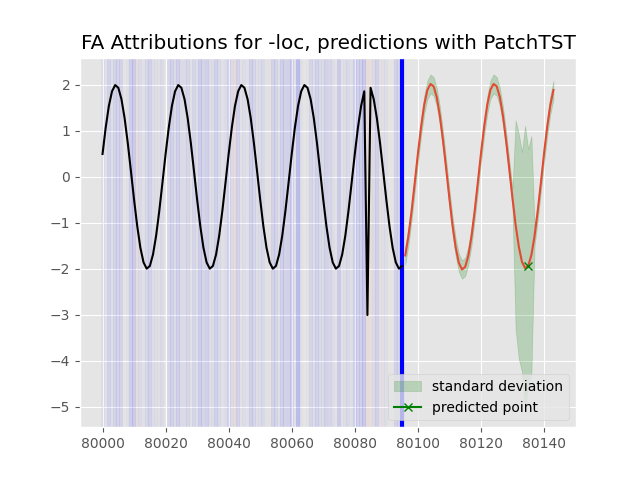 FA Attributions for -loc, predictions with PatchTST
2
1
0
−1
−2
−3
−4
−5
80000 80020 80040 80060 80080 80100 80120 80140
standard deviation
predicted point